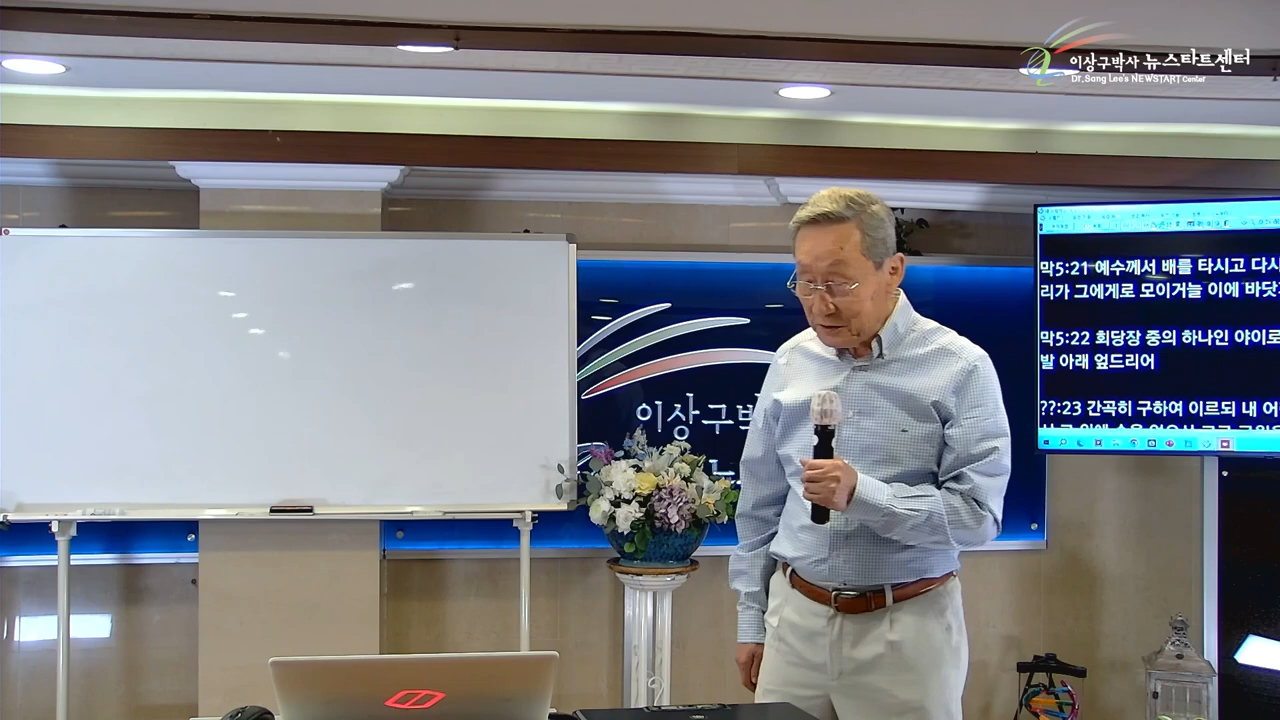 이상구박사 뉴스타트센터
Dr. Sang Lee's NEWSTART Center
막5:21 예수께서 배를 타시고 다시
리가 그에게로 모이거늘 이에 바닷
막5:22 회당장 중의 하나인 야이로
발 아래 엎드리어
??:23 간곡히 구하여 이르되 내 어
이상구박